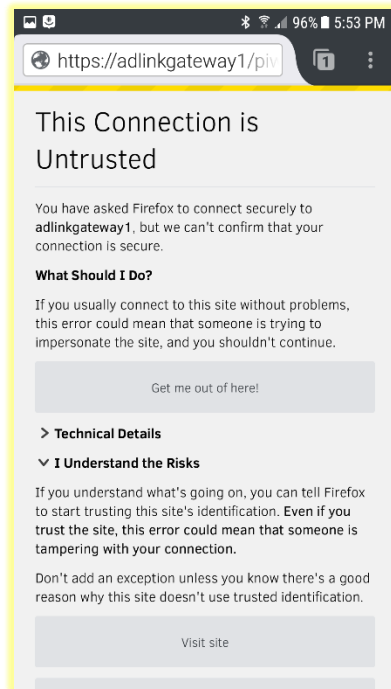 96% 5:53 PM
https://adlinkgateway1/piv
1
This Connection is
Untrusted
You have asked Firefox to connect securely to
adlinkgateway1, but we can't confirm that your
connection is secure.
What Should I Do?
If you usually connect to this site without problems,
this error could mean that someone is trying to
impersonate the site, and you shouldn't continue.
Get me out of here!
Technical Details
I Understand the Risks
If you understand what's going on, you can tell Firefox
to start trusting this site's identification. Even if you
trust the site, this error could mean that someone is
tampering with your connection.
Don't add an exception unless you know there's a good
reason why this site doesn't use trusted identification.
Visit site